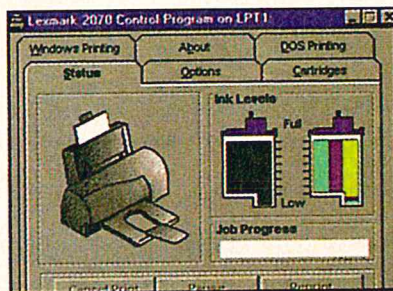 Lexmark 2070 Control Program on LPT1:
Windows Printing About DOS Printing
Status Options Cartridges
Ink Levels
Full
Low
Job Progress
Cancel Print Pause Reprint